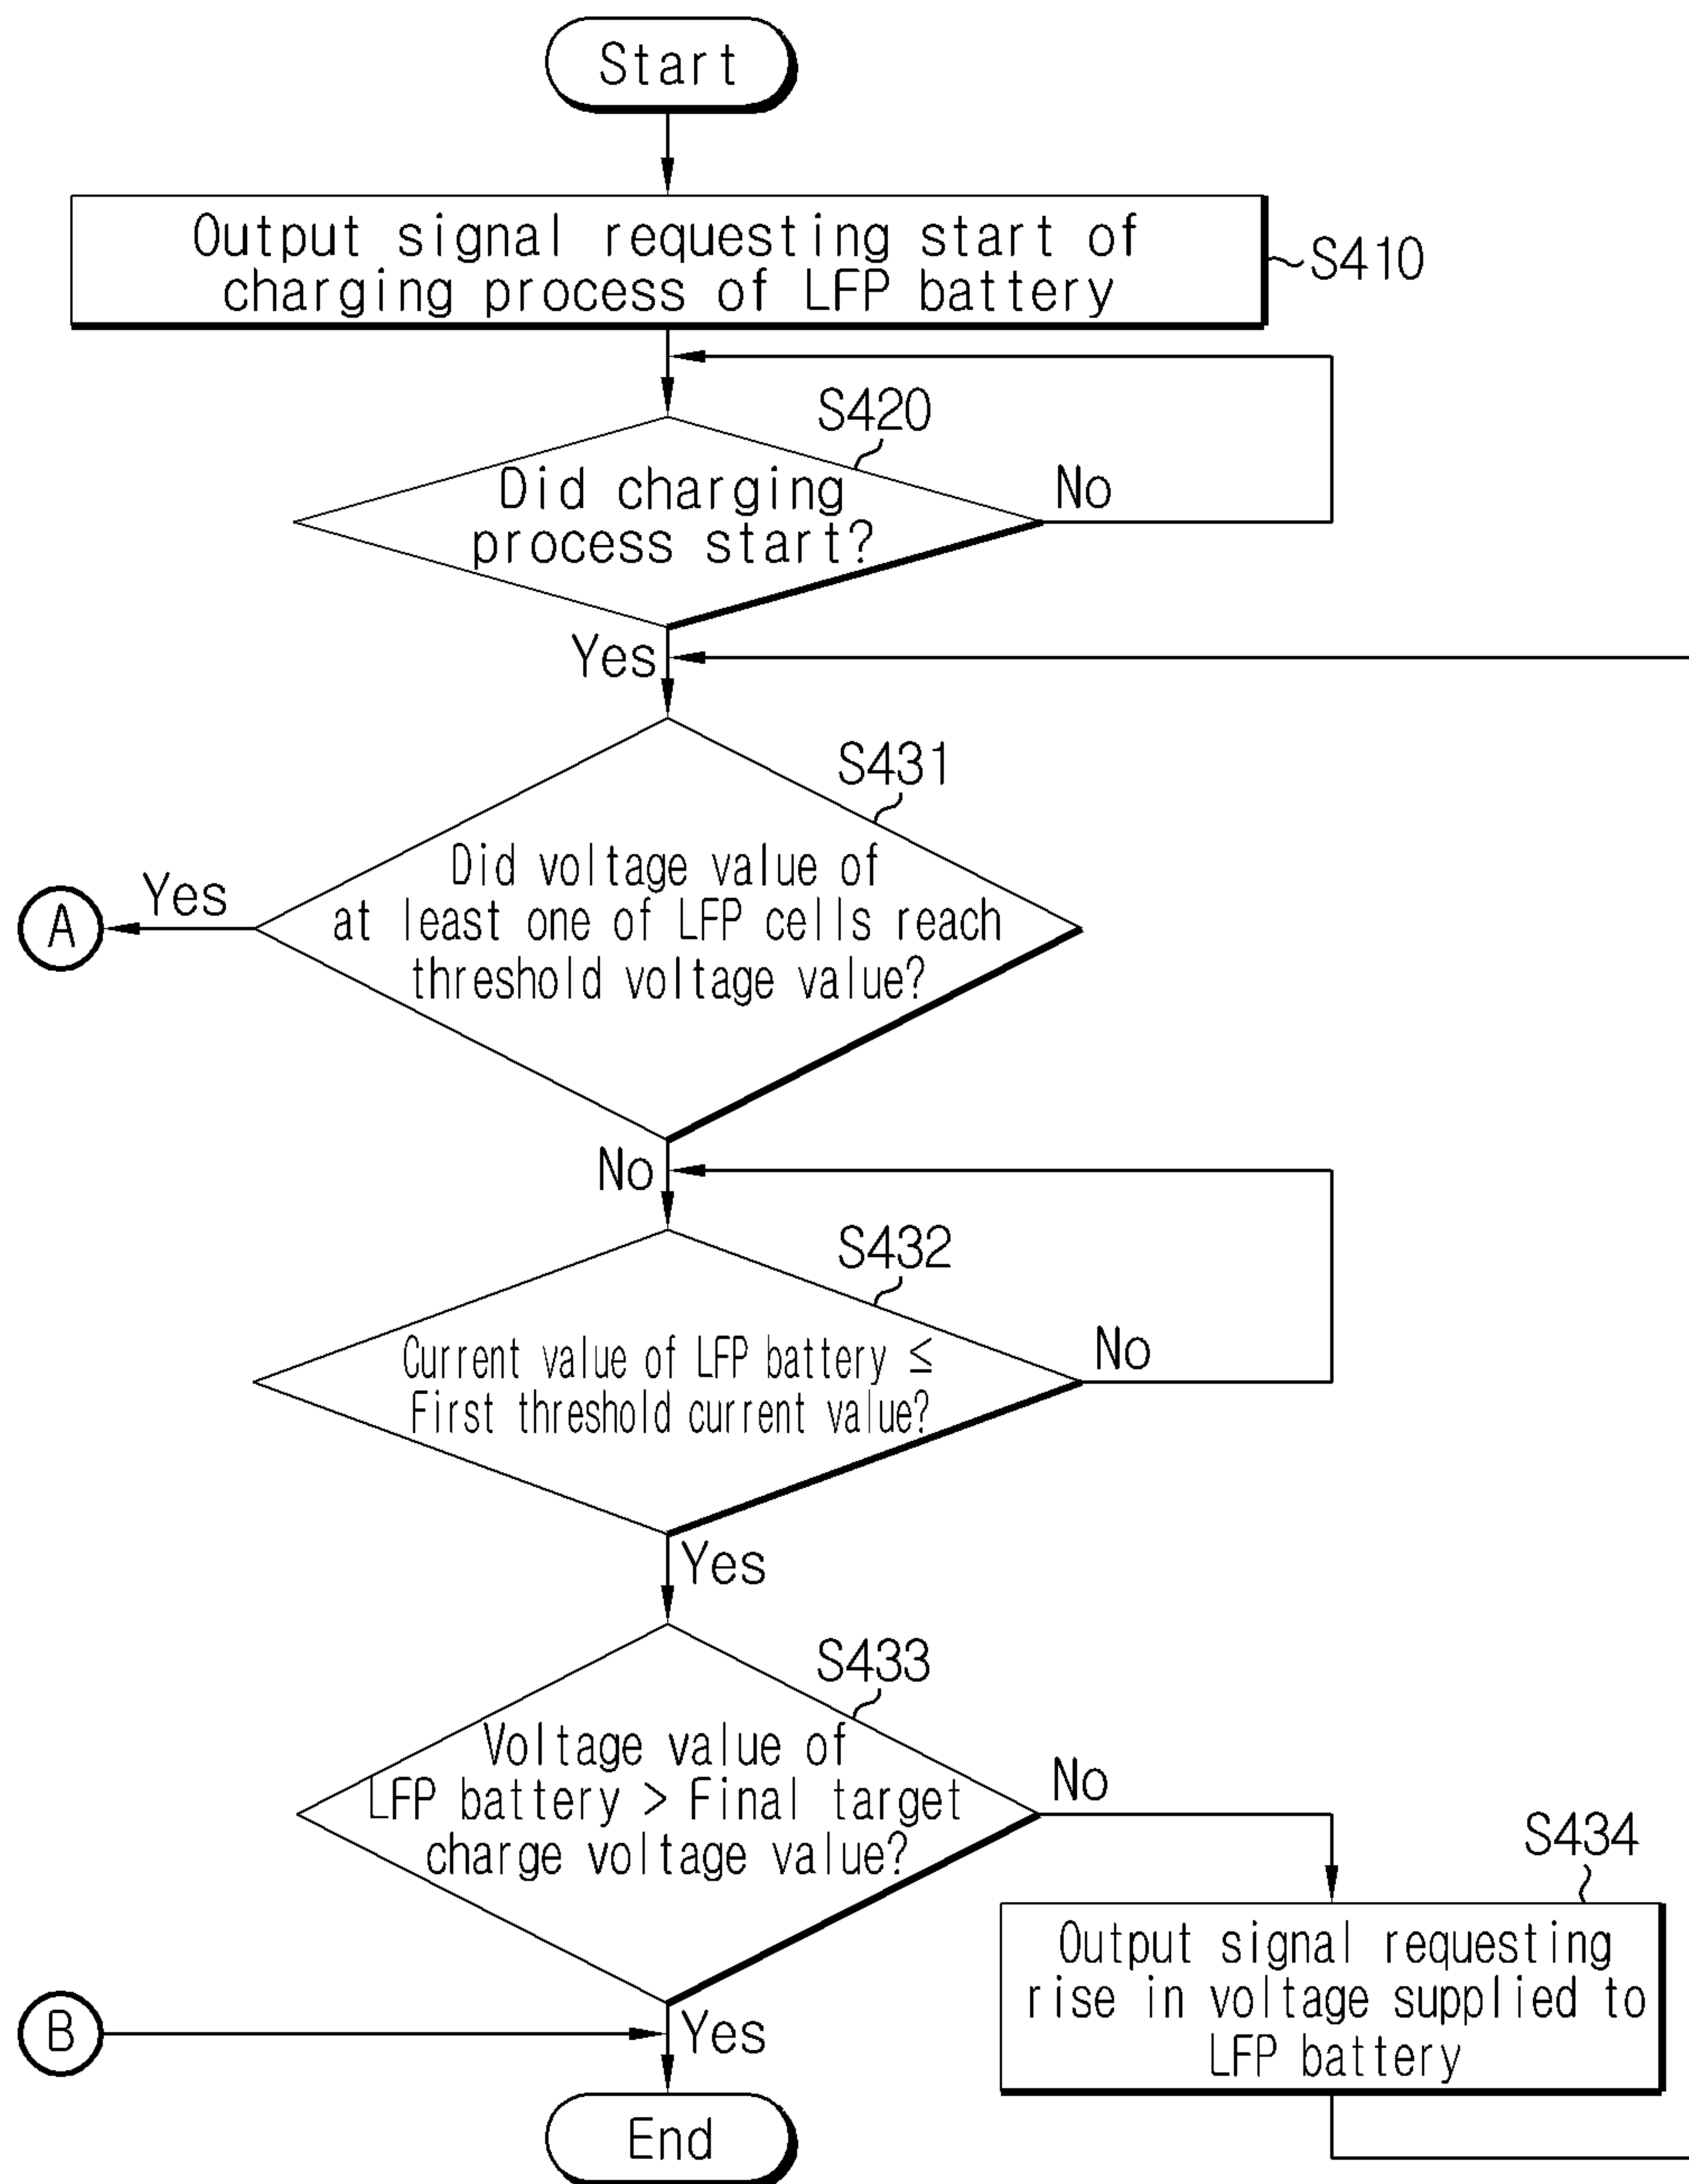 Start
Output signal requesting start of
charging process of LFP battery
S410
S420
Did charging
process start?
No
Yes
S431
Did voltage value of
at least one of LFP cells reach
threshold voltage value?
Yes
A
No
S432
Current value of LFP battery ≤
First threshold current value?
No
Yes
S433
Voltage value of
LFP battery > Final target
charge voltage value?
No
S434
Output signal requesting
rise in voltage supplied to
LFP battery
B
Yes
End